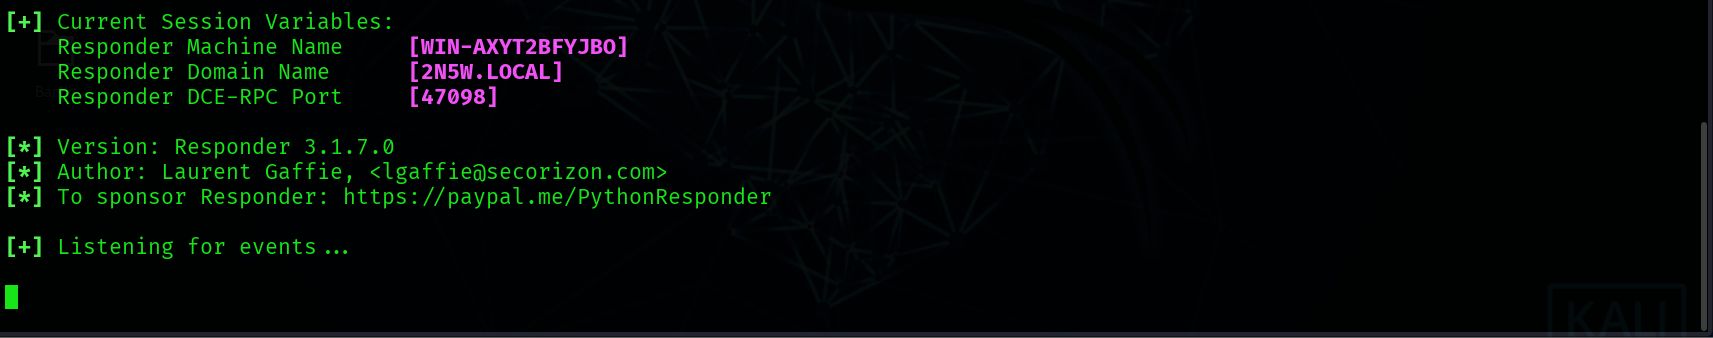 [+] Current Session Variables:
Responder Machine Name [WIN-AXYT2BFYJBO]
Responder Domain Name [2N5W.LOCAL]
Responder DCE-RPC Port [47098]
[*] Version: Responder 3.1.7.0
[*] Author: Laurent Gaffie, <lgaffie@secorizon.com>
[*] To sponsor Responder: https://paypal.me/PythonResponder
[+] Listening for events...
KALI